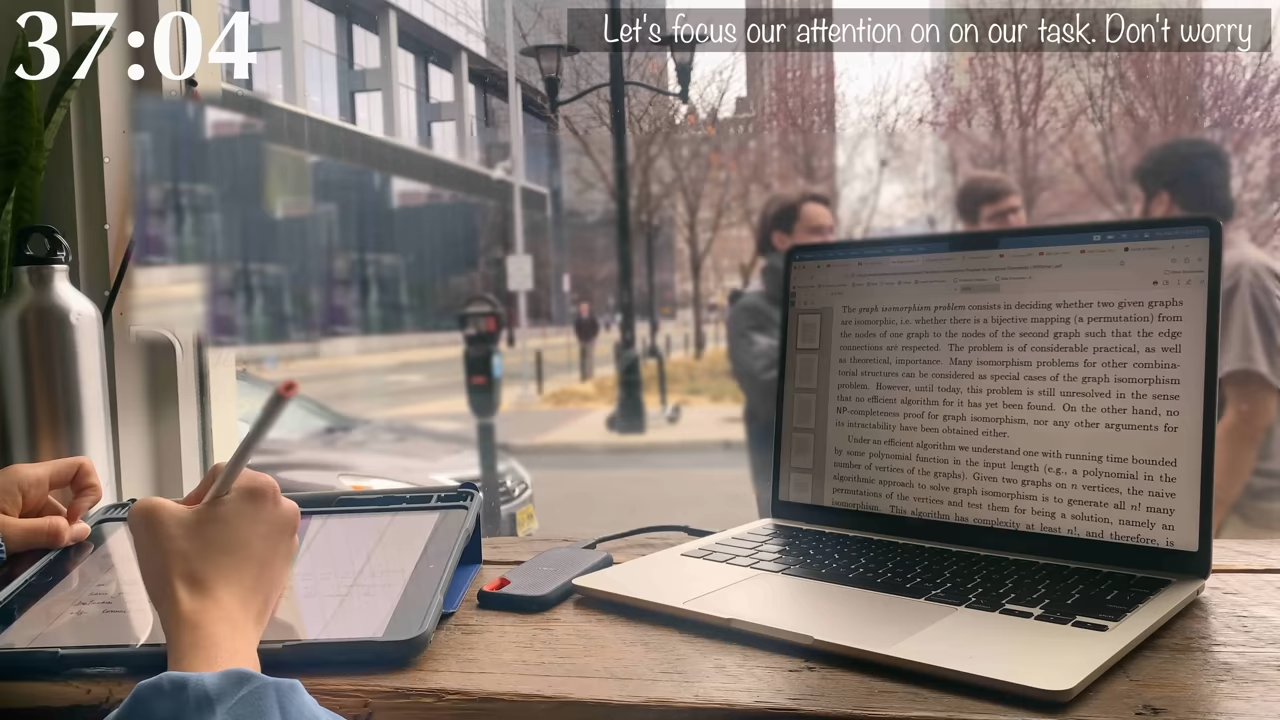 37:04
Let's focus our attention on on our task. Don't worry
The graph isomorphism problem consists in deciding whether two given graphs
are isomorphic, i.e. whether there is a bijective mapping (a permutation) from
the nodes of one graph to the nodes of the second graph such that the edge
connections are respected. The problem is of considerable practical, as well
as theoretical, importance. Many isomorphism problems for other combina-
torial structures can be considered as special cases of the graph isomorphism
problem. However, until today, this problem is still unresolved in the sense
that no efficient algorithm for it has yet been found. On the other hand, no
NP-completeness proof for graph isomorphism, nor any other arguments for
its intractability have been obtained either.
Under an efficient algorithm we understand one with running time bounded
by some polynomial function in the input length (e.g., a polynomial in the
number of vertices of the graphs). Given two graphs on n vertices, the naive
algorithmic approach to solve graph isomorphism is to generate all n! many
permutations of the vertices and test them for being a solution, namely an
isomorphism. This algorithm has complexity at least n!, and therefore, is